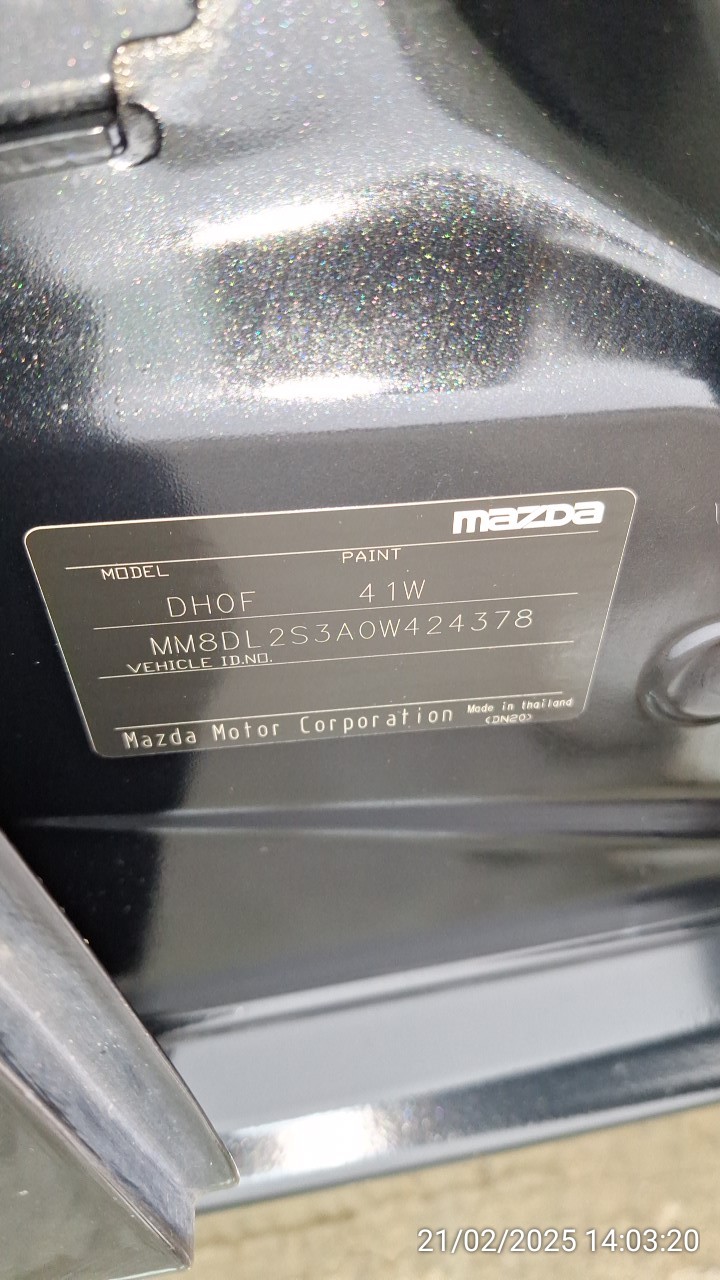 mazda
MODEL PAINT
DH0F 41W
MM8DL2S3A0W424378
VEHICLE ID.NO.
Mazda Motor Corporation Made in thailand
<DN20>
21/02/2025 14:03:20